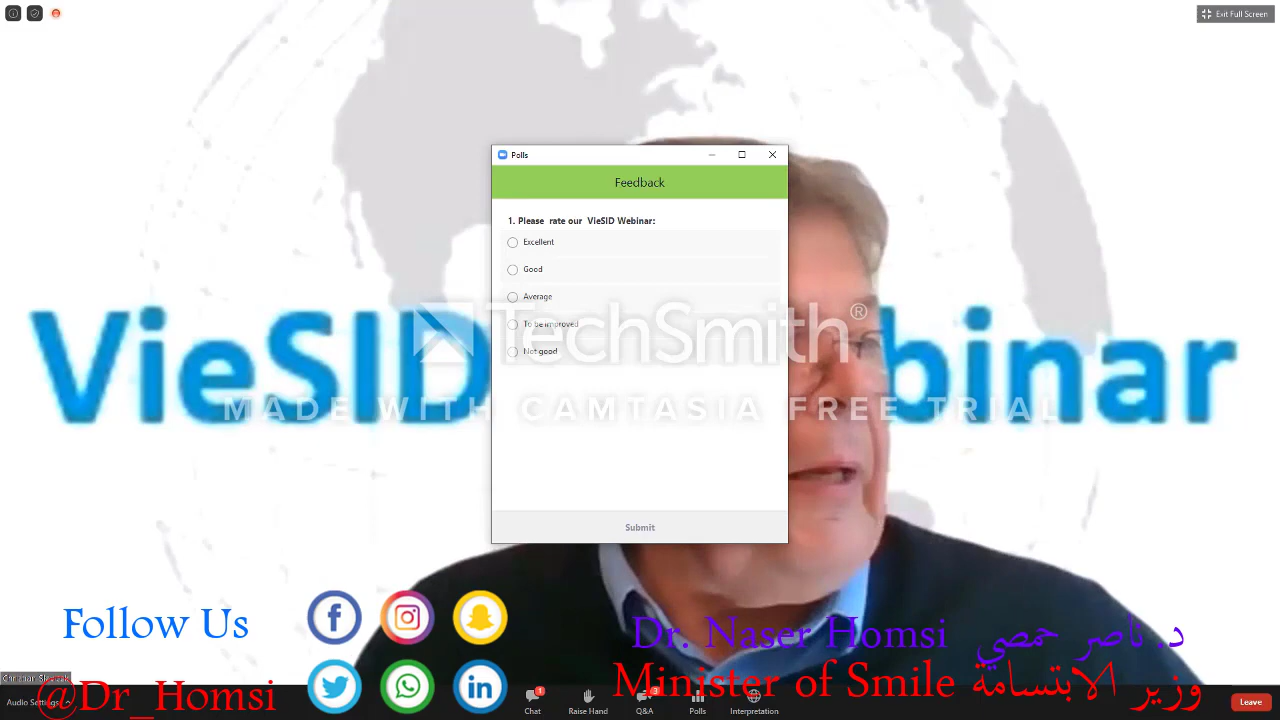 Exit Full Screen
Polls
Feedback
1. Please rate our VieSID Webinar:
Excellent
Good
Average
To be improved
Not good
TechSmith®
MADE WITH CAMTASIA FREE TRIAL
VieSID binar
Submit
Follow Us
@Dr_Homsi
Dr. Naser Homsi د. ناصر حمصي
Minister of Smile وزير الابتسامة
Audio Settings
Chat 1
Raise Hand
Q&A 3
Polls
Interpretation
Leave